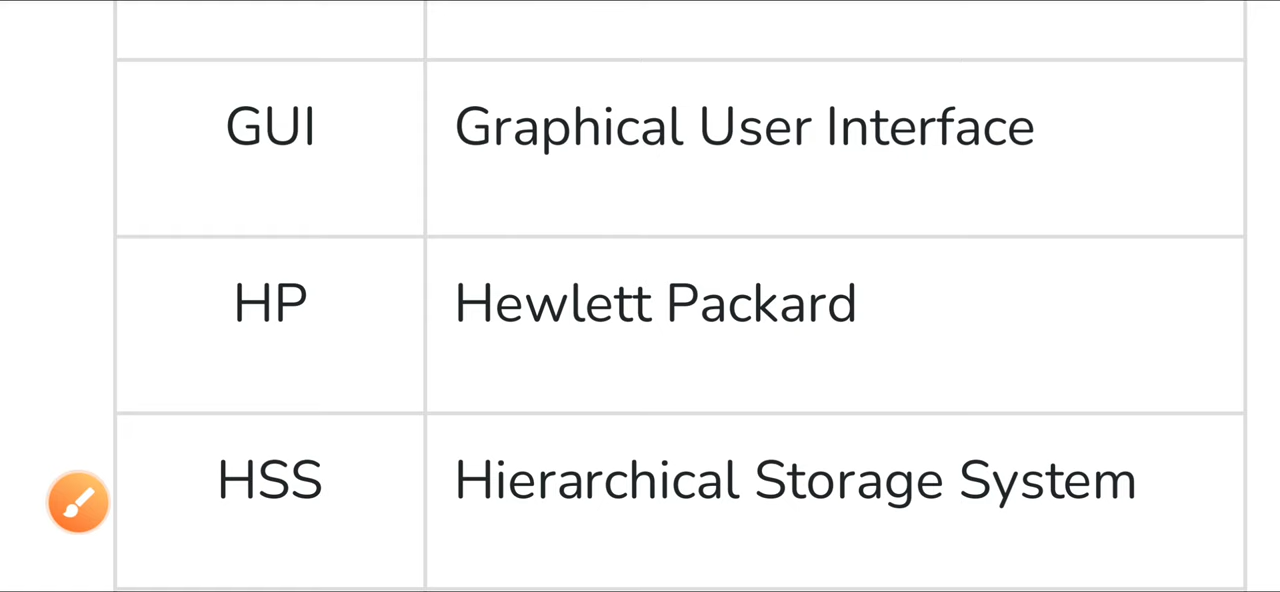 GUI Graphical User Interface
HP Hewlett Packard
HSS Hierarchical Storage System